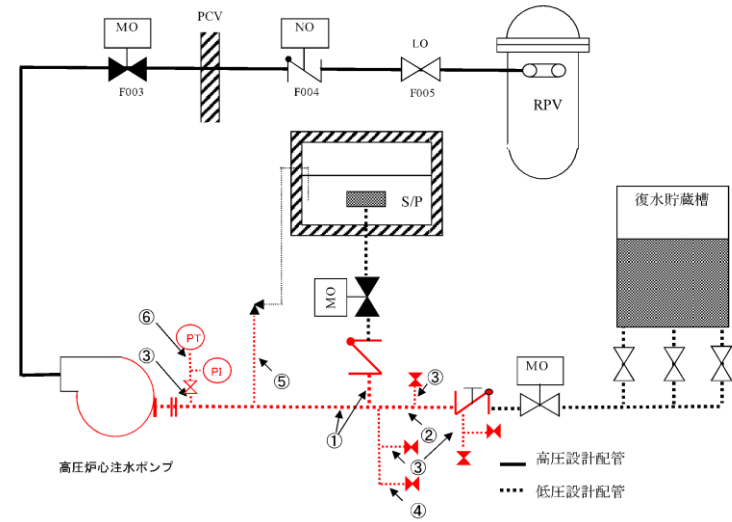 PCV
MO
NO
LO
F003
F004
F005
RPV
S/P
復水貯蔵槽
MO
MO
⑥
PT
③
PI
⑤
③
①
②
③
④
高圧炉心注水ポンプ
高圧設計配管
低圧設計配管